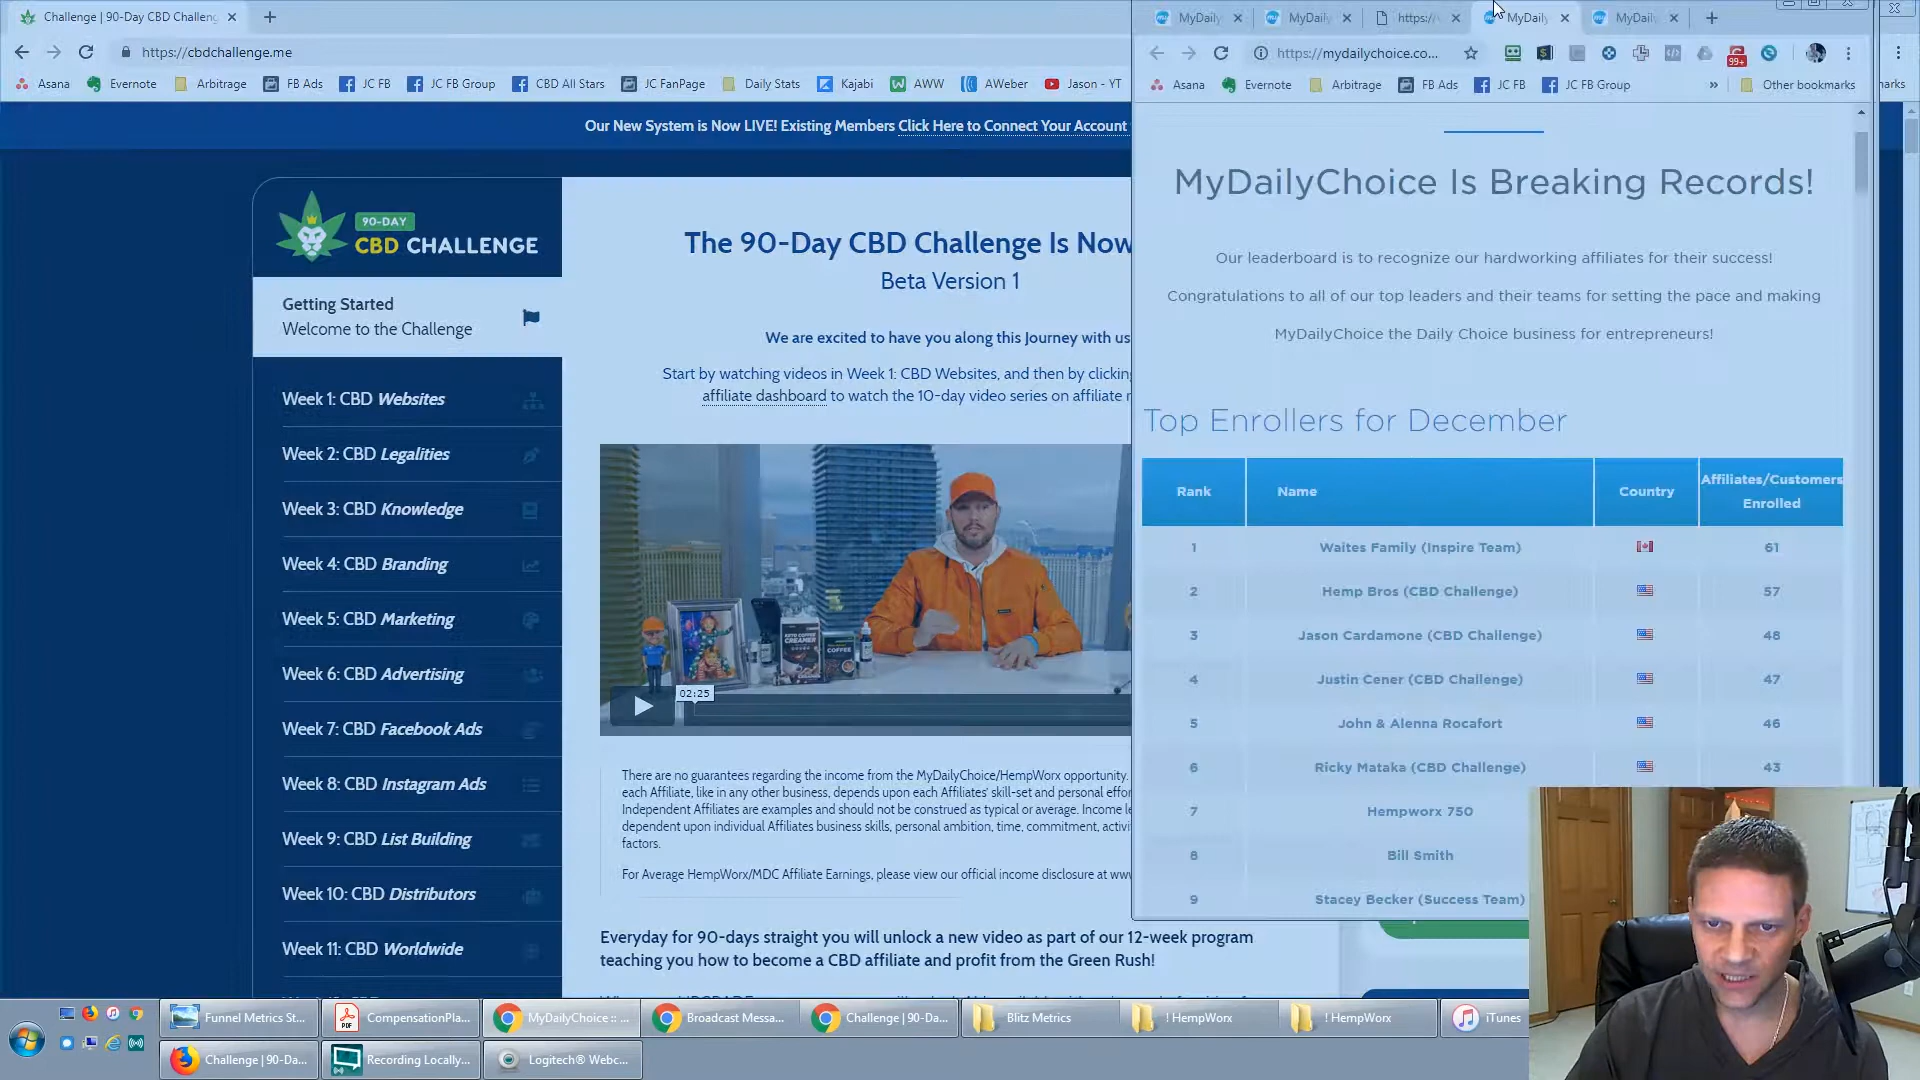 Challenge | 90-Day CBD Challeng
https://cbdchallenge.me
Asana
Evernote
Arbitrage
FB Ads
JC FB
JC FB Group
CBD All Stars
JC FanPage
Daily Stats
Kajabi
AWW
AWeber
Jason - YT
Our New System is Now LIVE! Existing Members Click Here to Connect Your Account
90-DAY
CBD CHALLENGE
Getting Started
Welcome to the Challenge
Week 1: CBD Websites
Week 2: CBD Legalities
Week 3: CBD Knowledge
Week 4: CBD Branding
Week 5: CBD Marketing
Week 6: CBD Advertising
Week 7: CBD Facebook Ads
Week 8: CBD Instagram Ads
Week 9: CBD List Building
Week 10: CBD Distributors
Week 11: CBD Worldwide
The 90-Day CBD Challenge Is Now
Beta Version 1
We are excited to have you along this Journey with us
Start by watching videos in Week 1: CBD Websites, and then by clicking
affiliate dashboard to watch the 10-day video series on affiliate
KETO COFFEE
CREAMER
COFFEE
02:25
There are no guarantees regarding the income from the MyDailyChoice/HempWorx opportunity.
each Affiliate, like in any other business, depends upon each Affiliates' skill-set and personal effor
Independent Affiliates are examples and should not be construed as typical or average. Income le
dependent upon individual Affiliates business skills, personal ambition, time, commitment, activi
factors.
For Average HempWorx/MDC Affiliate Earnings, please view our official income disclosure at www
Everyday for 90-days straight you will unlock a new video as part of our 12-week program
teaching you how to become a CBD affiliate and profit from the Green Rush!
MyDaily
MyDaily
https://
MyDaily
MyDaily
https://mydailychoice.co...
99+
Asana
Evernote
Arbitrage
FB Ads
JC FB
JC FB Group
»
Other bookmarks
arks
MyDailyChoice Is Breaking Records!
Our leaderboard is to recognize our hardworking affiliates for their success!
Congratulations to all of our top leaders and their teams for setting the pace and making
MyDailyChoice the Daily Choice business for entrepreneurs!
Top Enrollers for December
Rank Name Country Affiliates/Customers Enrolled
1 Waites Family (Inspire Team) 61
2 Hemp Bros (CBD Challenge) 57
3 Jason Cardamone (CBD Challenge) 48
4 Justin Cener (CBD Challenge) 47
5 John & Alenna Rocafort 46
6 Ricky Mataka (CBD Challenge) 43
7 Hempworx 750
8 Bill Smith
9 Stacey Becker (Success Team)
Funnel Metrics St...
CompensationPla...
MyDailyChoice :: ...
Broadcast Messa...
Challenge | 90-Da...
Blitz Metrics
! HempWorx
! HempWorx
iTunes
Challenge | 90-Da...
Recording Locally...
Logitech® Webc...